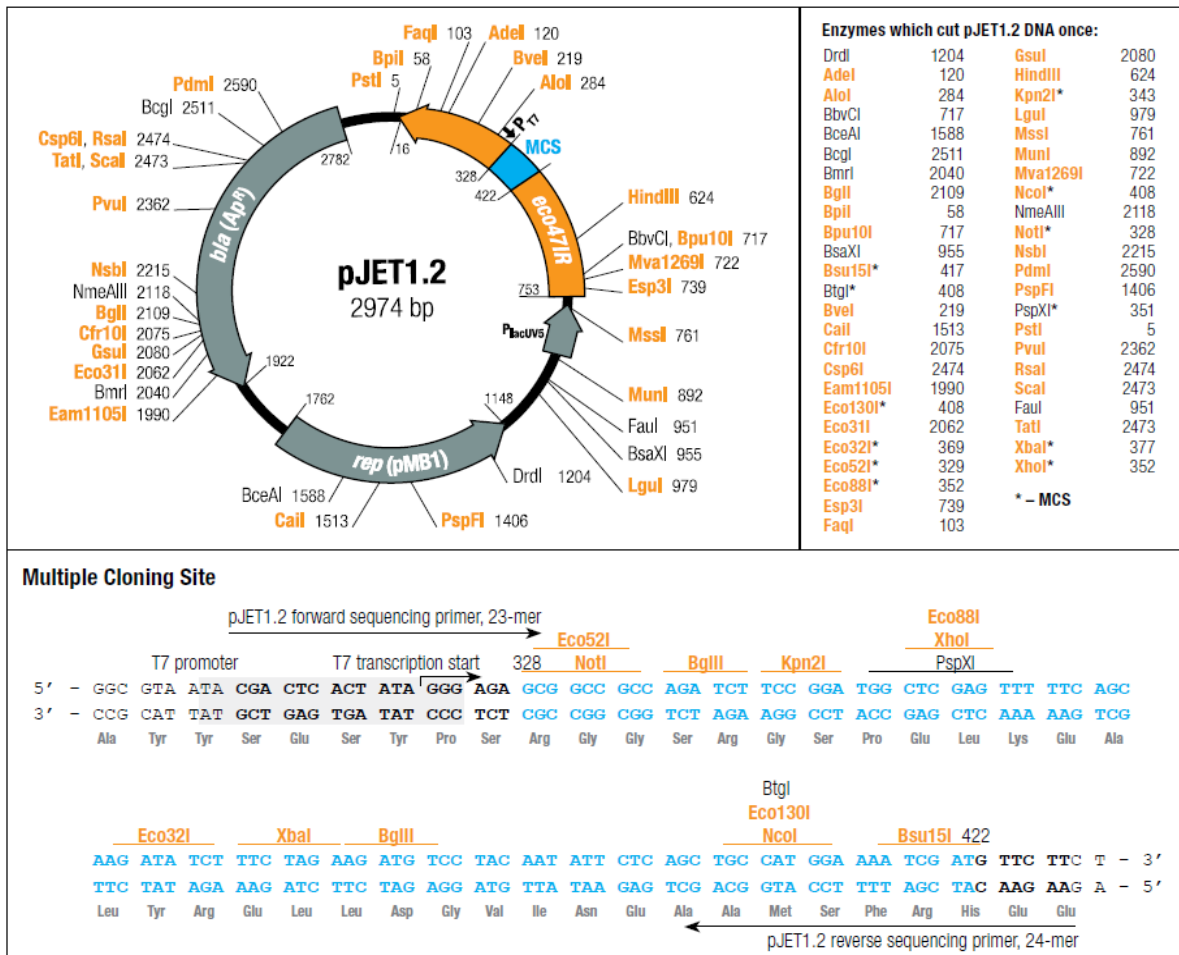 FaqI 103
AdeI 120
BpiI 58
BveI 219
PstI 5
AloI 284
PdmI 2590
BcgI 2511
Csp6I, RsaI 2474
TatI, ScaI 2473
PvuI 2362
NsbI 2215
NmeAIII 2118
BglI 2109
Cfr10I 2075
GsuI 2080
Eco31I 2062
BmrI 2040
Eam1105I 1990
2782
16
PT7
MCS
328
422
eco47IR
bla (ApR)
pJET1.2
2974 bp
753
PlacUV5
1922
1762
1148
rep (pMB1)
HindIII 624
BbvCI, Bpu10I 717
Mva1269I 722
Esp3I 739
MssI 761
MunI 892
FauI 951
BsaXI 955
LguI 979
DrdI 1204
PspFI 1406
CaiI 1513
BceAI 1588
Enzymes which cut pJET1.2 DNA once:
DrdI 1204
AdeI 120
AloI 284
BbvCI 717
BceAI 1588
BcgI 2511
BmrI 2040
BglI 2109
BpiI 58
Bpu10I 717
BsaXI 955
Bsu15I* 417
BtgI* 408
BveI 219
CaiI 1513
Cfr10I 2075
Csp6I 2474
Eam1105I 1990
Eco130I* 408
Eco31I 2062
Eco32I* 369
Eco52I* 329
Eco88I* 352
Esp3I 739
FaqI 103
GsuI 2080
HindIII 624
Kpn2I* 343
LguI 979
MssI 761
MunI 892
Mva1269I 722
NcoI* 408
NmeAIII 2118
NotI* 328
NsbI 2215
PdmI 2590
PspFI 1406
PspXI* 351
PstI 5
PvuI 2362
RsaI 2474
ScaI 2473
FauI 951
TatI 2473
XbaI* 377
XhoI* 352
* – MCS
Multiple Cloning Site
pJET1.2 forward sequencing primer, 23-mer
Eco88I
Eco52I XhoI
T7 promoter T7 transcription start 328 NotI BglII Kpn2I PspXI
5′ - GGC GTA ATA CGA CTC ACT ATA GGG AGA GCG GCC GCC AGA TCT TCC GGA TGG CTC GAG TTT TTC AGC
3′ - CCG CAT TAT GCT GAG TGA TAT CCC TCT CGC CGG CGG TCT AGA AGG CCT ACC GAG CTC AAA AAG TCG
Ala Tyr Tyr Ser Glu Ser Tyr Pro Ser Arg Gly Gly Ser Arg Gly Ser Pro Glu Leu Lys Glu Ala
BtgI
Eco130I
Eco32I XbaI BglII NcoI Bsu15I 422
AAG ATA TCT TTC TAG AAG ATG TCC TAC AAT ATT CTC AGC TGC CAT GGA AAA TCG ATG TTC TTC T - 3′
TTC TAT AGA AAG ATC TTC TAG AGG ATG TTA TAA GAG TCG ACG GTA CCT TTT AGC TAC AAG AAG A - 5′
Leu Tyr Arg Glu Leu Leu Asp Gly Val Ile Asn Glu Ala Ala Met Ser Phe Arg His Glu Glu
pJET1.2 reverse sequencing primer, 24-mer